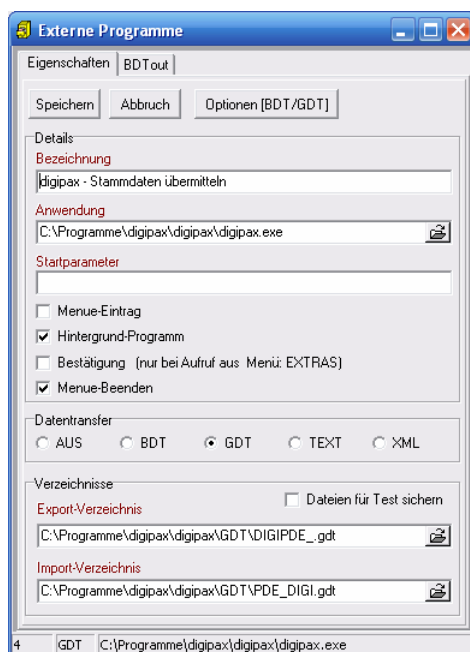 Externe Programme
Eigenschaften BDTout
Speichern Abbruch Optionen [BDT/GDT]
Details
Bezeichnung
digipax - Stammdaten übermitteln
Anwendung
C:\Programme\digipax\digipax\digipax.exe
Startparameter
Menue-Eintrag
Hintergrund-Programm
Bestätigung (nur bei Aufruf aus Menü: EXTRAS)
Menue-Beenden
Datentransfer
AUS BDT GDT TEXT XML
Verzeichnisse
Dateien für Test sichern
Export-Verzeichnis
C:\Programme\digipax\digipax\GDT\DIGIPDE_.gdt
Import-Verzeichnis
C:\Programme\digipax\digipax\GDT\PDE_DIGI.gdt
4 GDT C:\Programme\digipax\digipax\digipax.exe